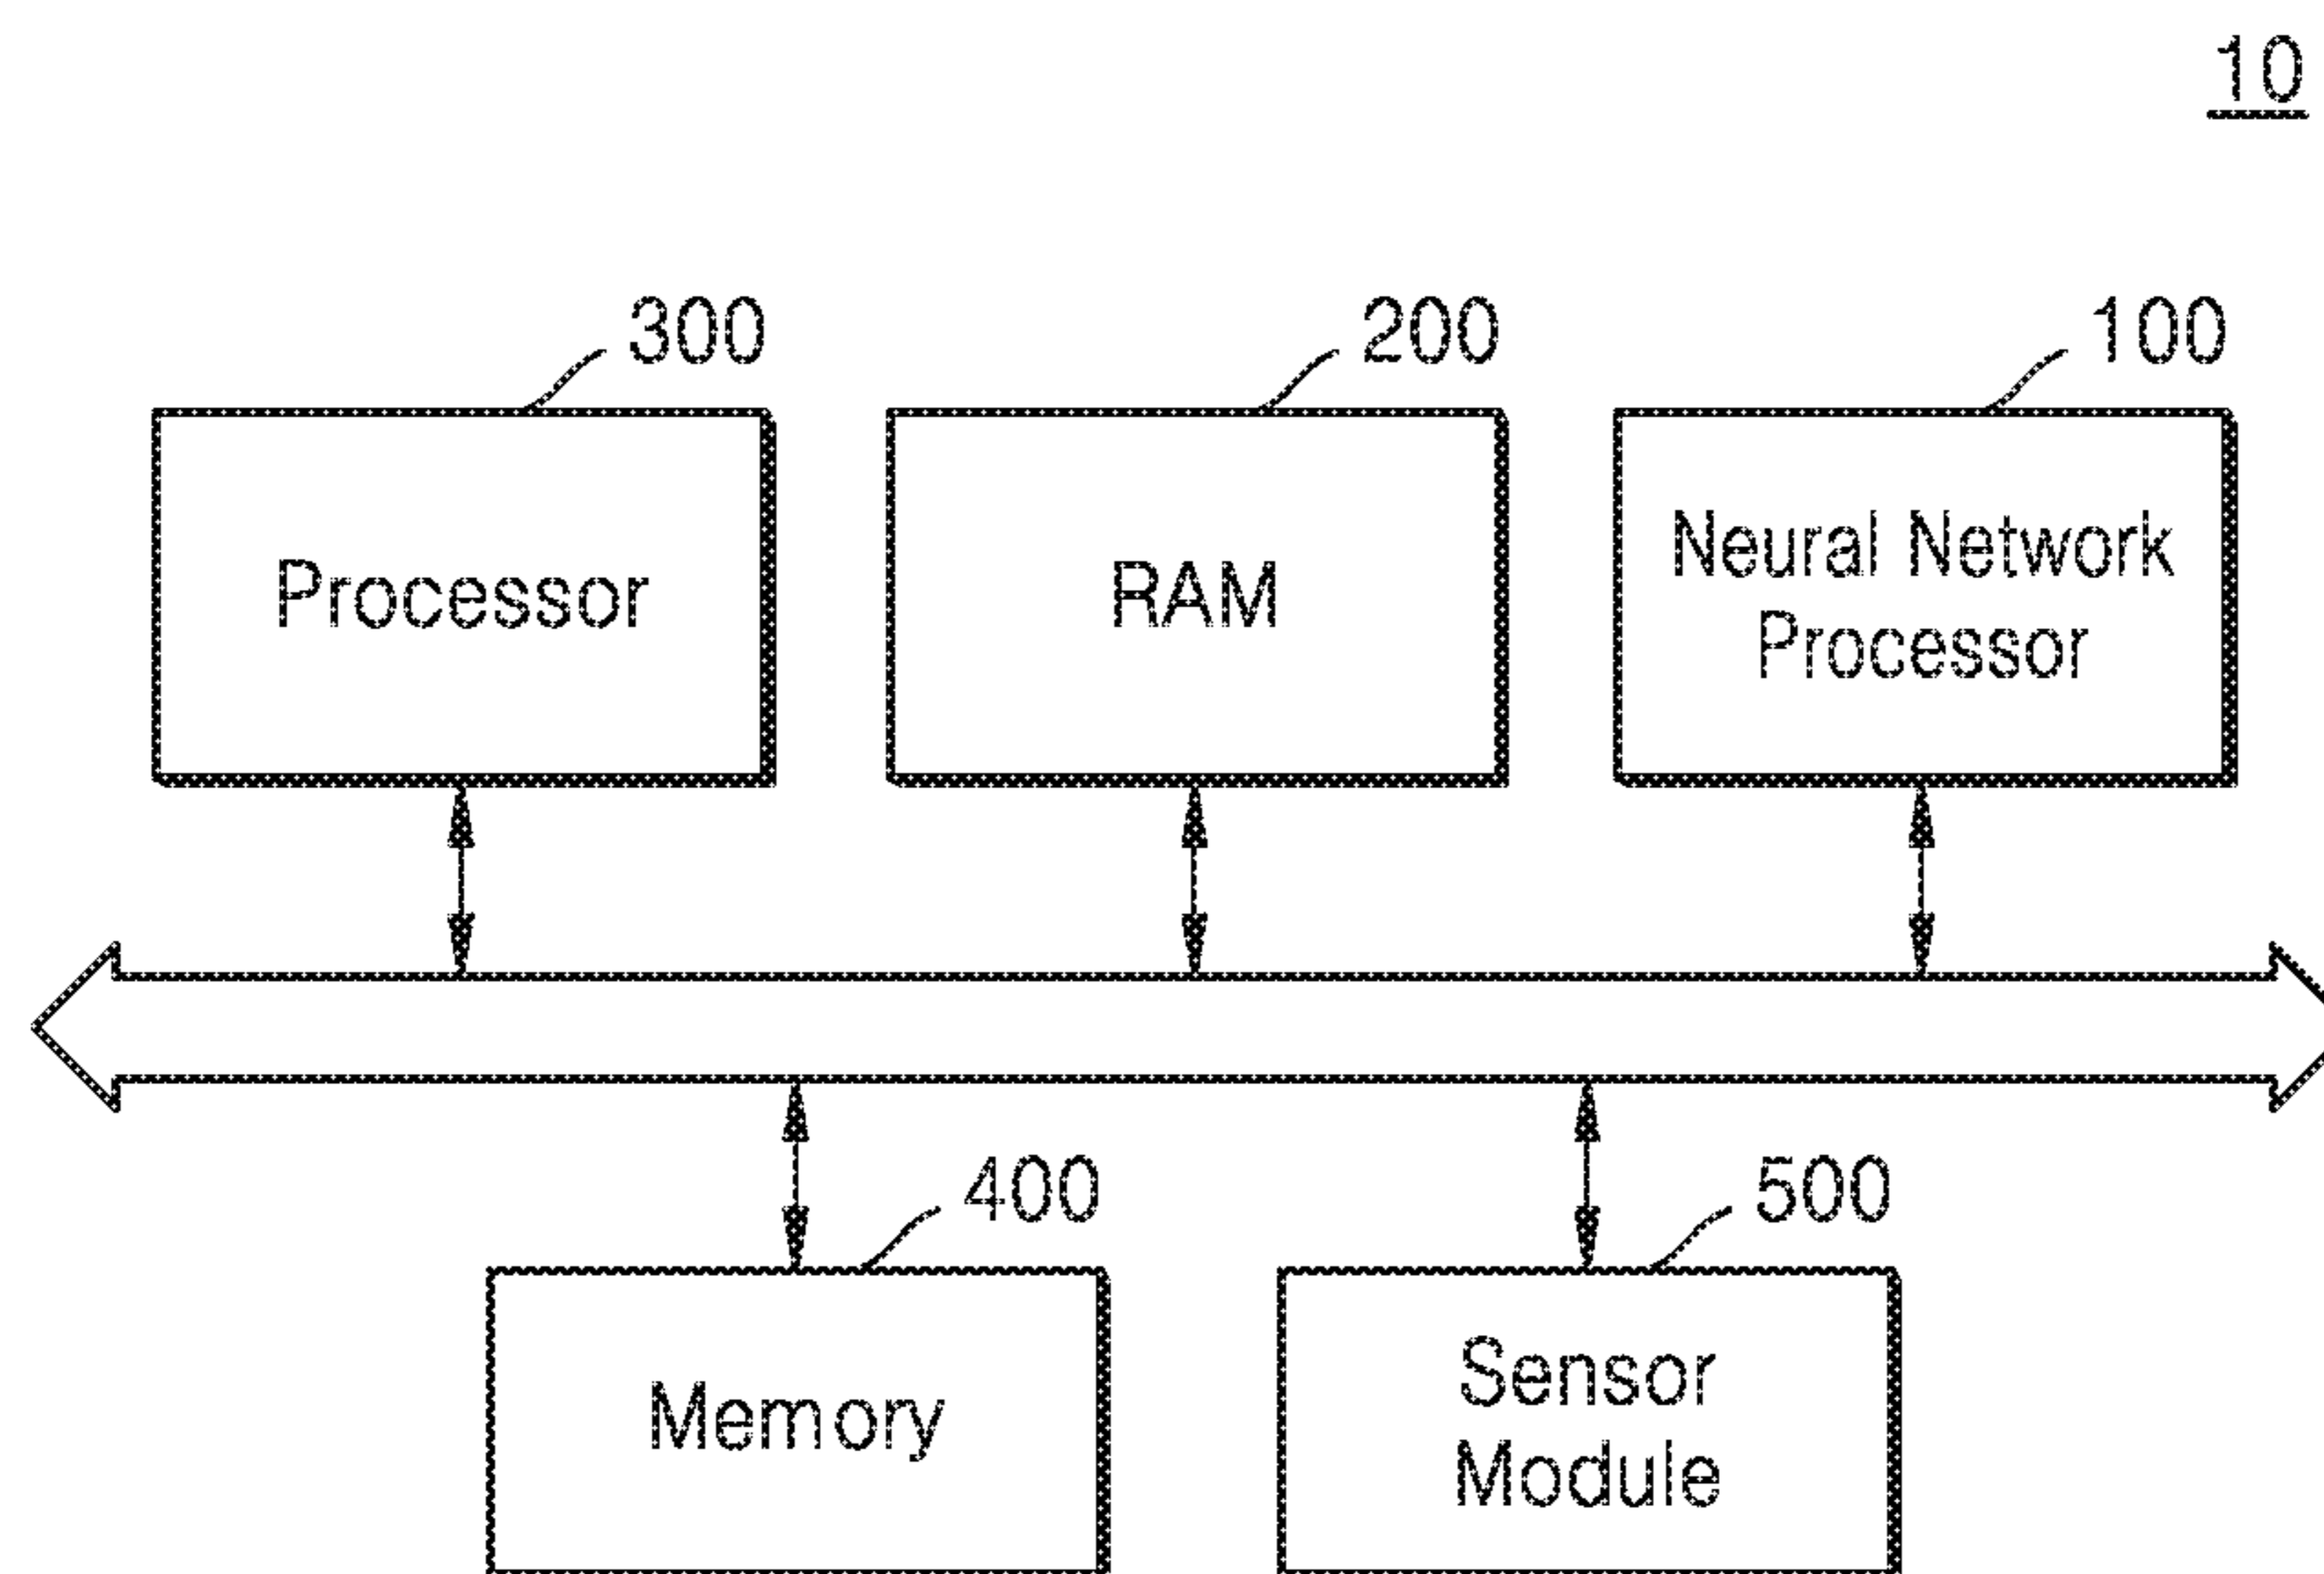 10
300
200
100
Processor
RAM
Neural Network
Processor
400
500
Memory
Sensor
Module